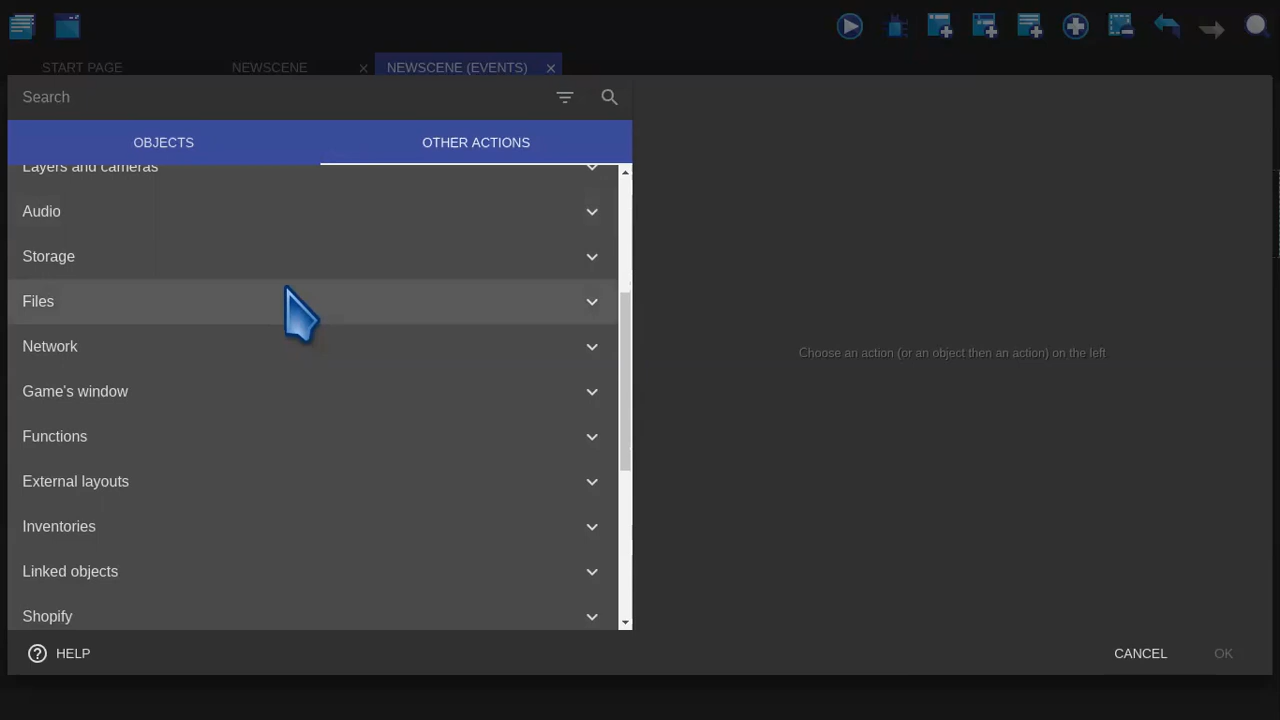 START PAGE
NEWSCENE
NEWSCENE (EVENTS)
Search
OBJECTS
OTHER ACTIONS
Layers and cameras
Audio
Storage
Files
Network
Game's window
Functions
External layouts
Inventories
Linked objects
Shopify
Choose an action (or an object then an action) on the left
HELP
CANCEL
OK